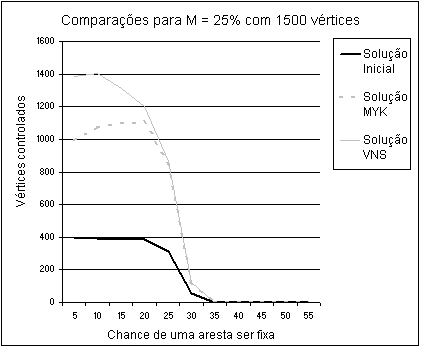 Comparações para M = 25% com 1500 vértices
Vértices controlados
1600
1400
1200
1000
800
600
400
200
0
5 10 15 20 25 30 35 40 45 50 55
Chance de uma aresta ser fixa
Solução
Inicial
Solução
MYK
Solução
VNS